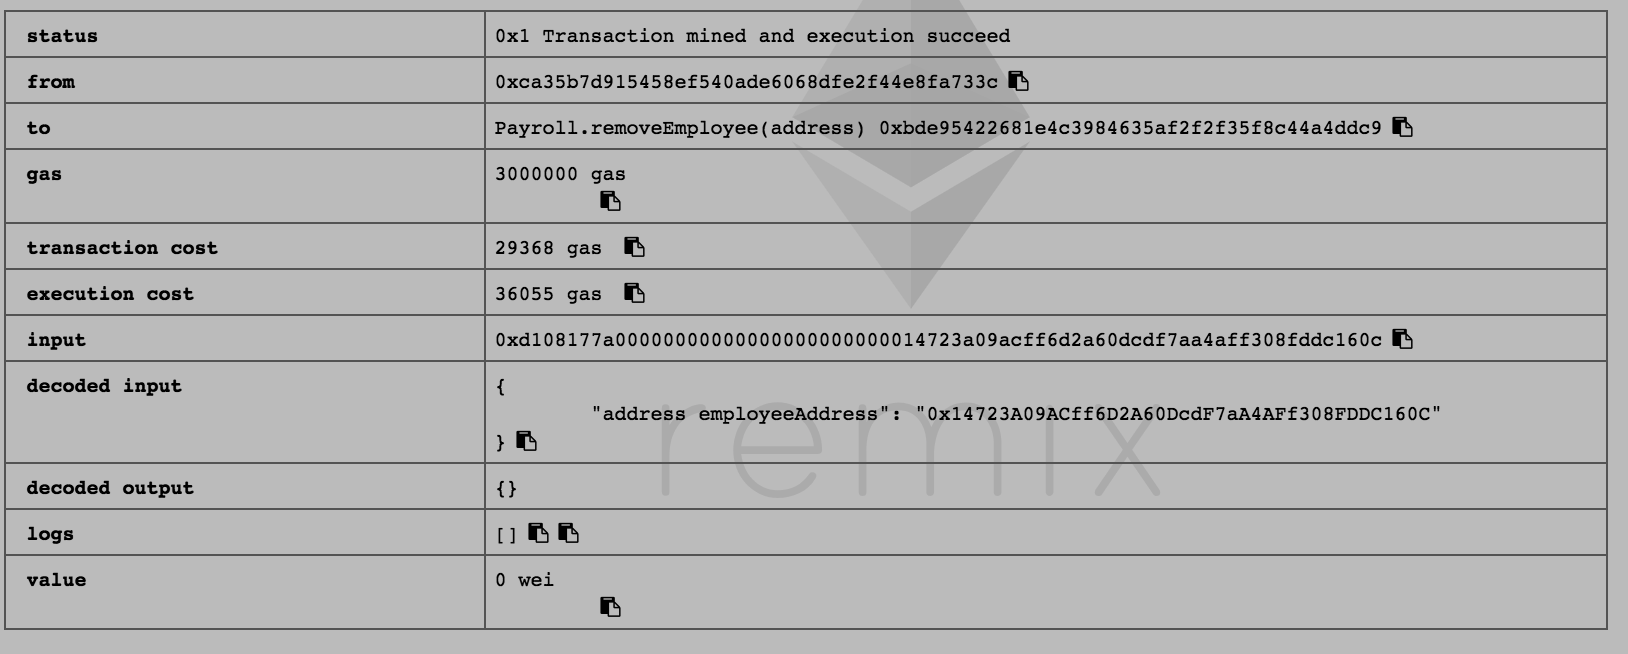 status 0x1 Transaction mined and execution succeed
from 0xca35b7d915458ef540ade6068dfe2f44e8fa733c
to Payroll.removeEmployee(address) 0xbde95422681e4c3984635af2f2f35f8c44a4ddc9
gas 3000000 gas
transaction cost 29368 gas
execution cost 36055 gas
input 0xd108177a00000000000000000000000014723a09acff6d2a60dcdf7aa4aff308fddc160c
decoded input {
"address employeeAddress": "0x14723A09ACff6D2A60DcdF7aA4AFf308FDDC160C"
}
remix
decoded output {}
logs []
value 0 wei